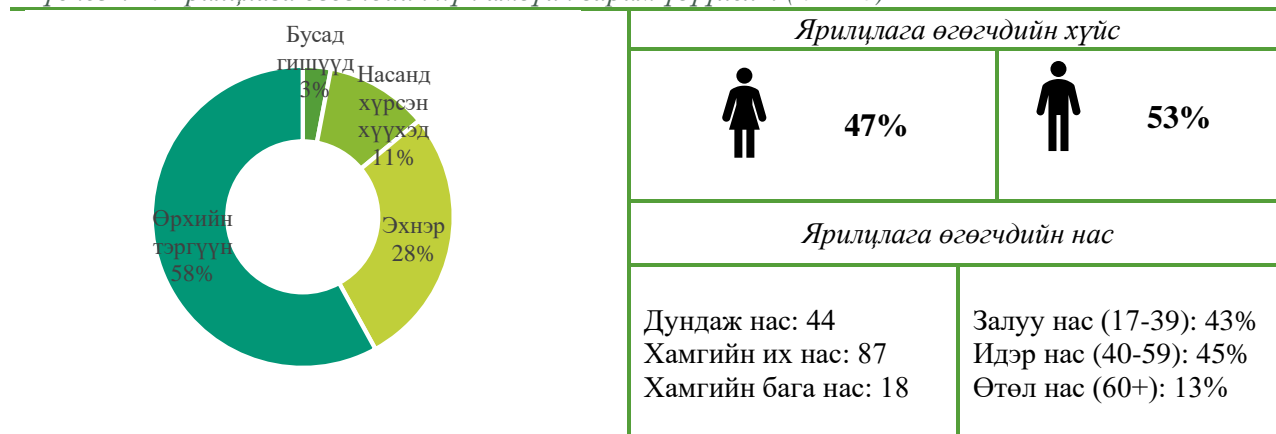 Бусад
гишүүд
3%
Насанд
хүрсэн
хүүхэд
11%
Эхнэр
28%
Өрхийн
тэргүүн
58%
Ярилцлага өгөгчдийн хүйс
47%
53%
Ярилцлага өгөгчдийн нас
Дундаж нас: 44
Хамгийн их нас: 87
Хамгийн бага нас: 18
Залуу нас (17-39): 43%
Идэр нас (40-59): 45%
Өтөл нас (60+): 13%